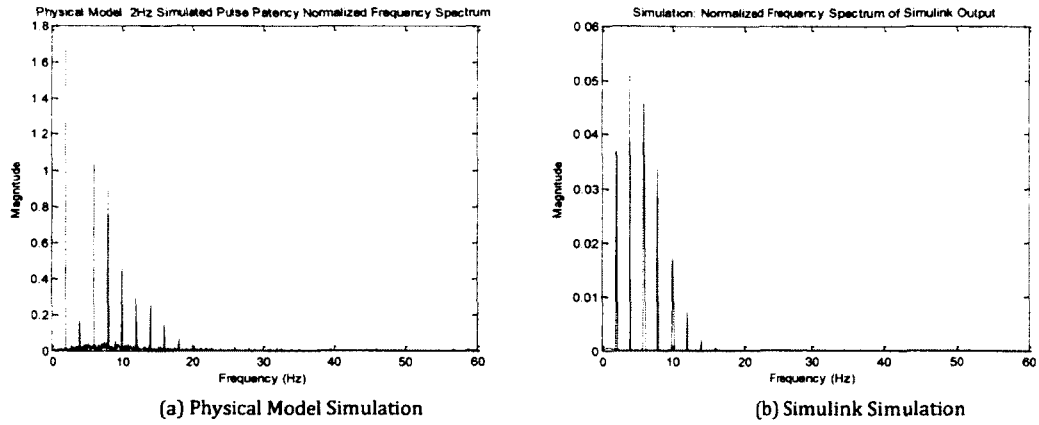 Physical Model: 2Hz Simulated Pulse Patency Normalized Frequency Spectrum
1.8
1.6
1.4
1.2
1
0.8
0.6
0.4
0.2
0
Magnitude
0 10 20 30 40 50 60
Frequency (Hz)
(a) Physical Model Simulation
Simulation: Normalized Frequency Spectrum of Simulink Output
0.06
0.05
0.04
0.03
0.02
0.01
0
Magnitude
0 10 20 30 40 50 60
Frequency (Hz)
(b) Simulink Simulation